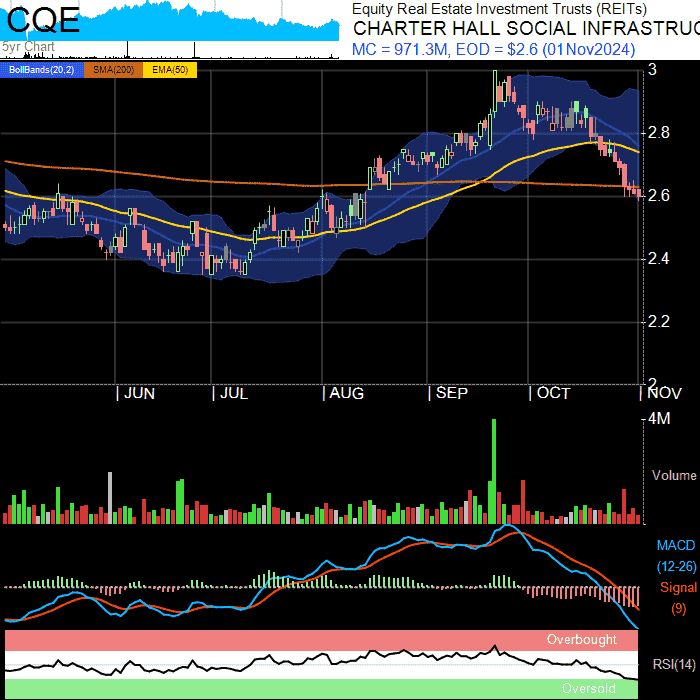 CQE
Equity Real Estate Investment Trusts (REITs)
CHARTER HALL SOCIAL INFRASTRUC
MC = 971.3M, EOD = $2.6 (01Nov2024)
5yr Chart
BollBands(20,2) SMA(200) EMA(50)
3
2.8
2.6
2.4
2.2
2
JUN JUL AUG SEP OCT NOV
4M
Volume
MACD
(12-26)
Signal
(9)
Overbought
RSI(14)
Oversold